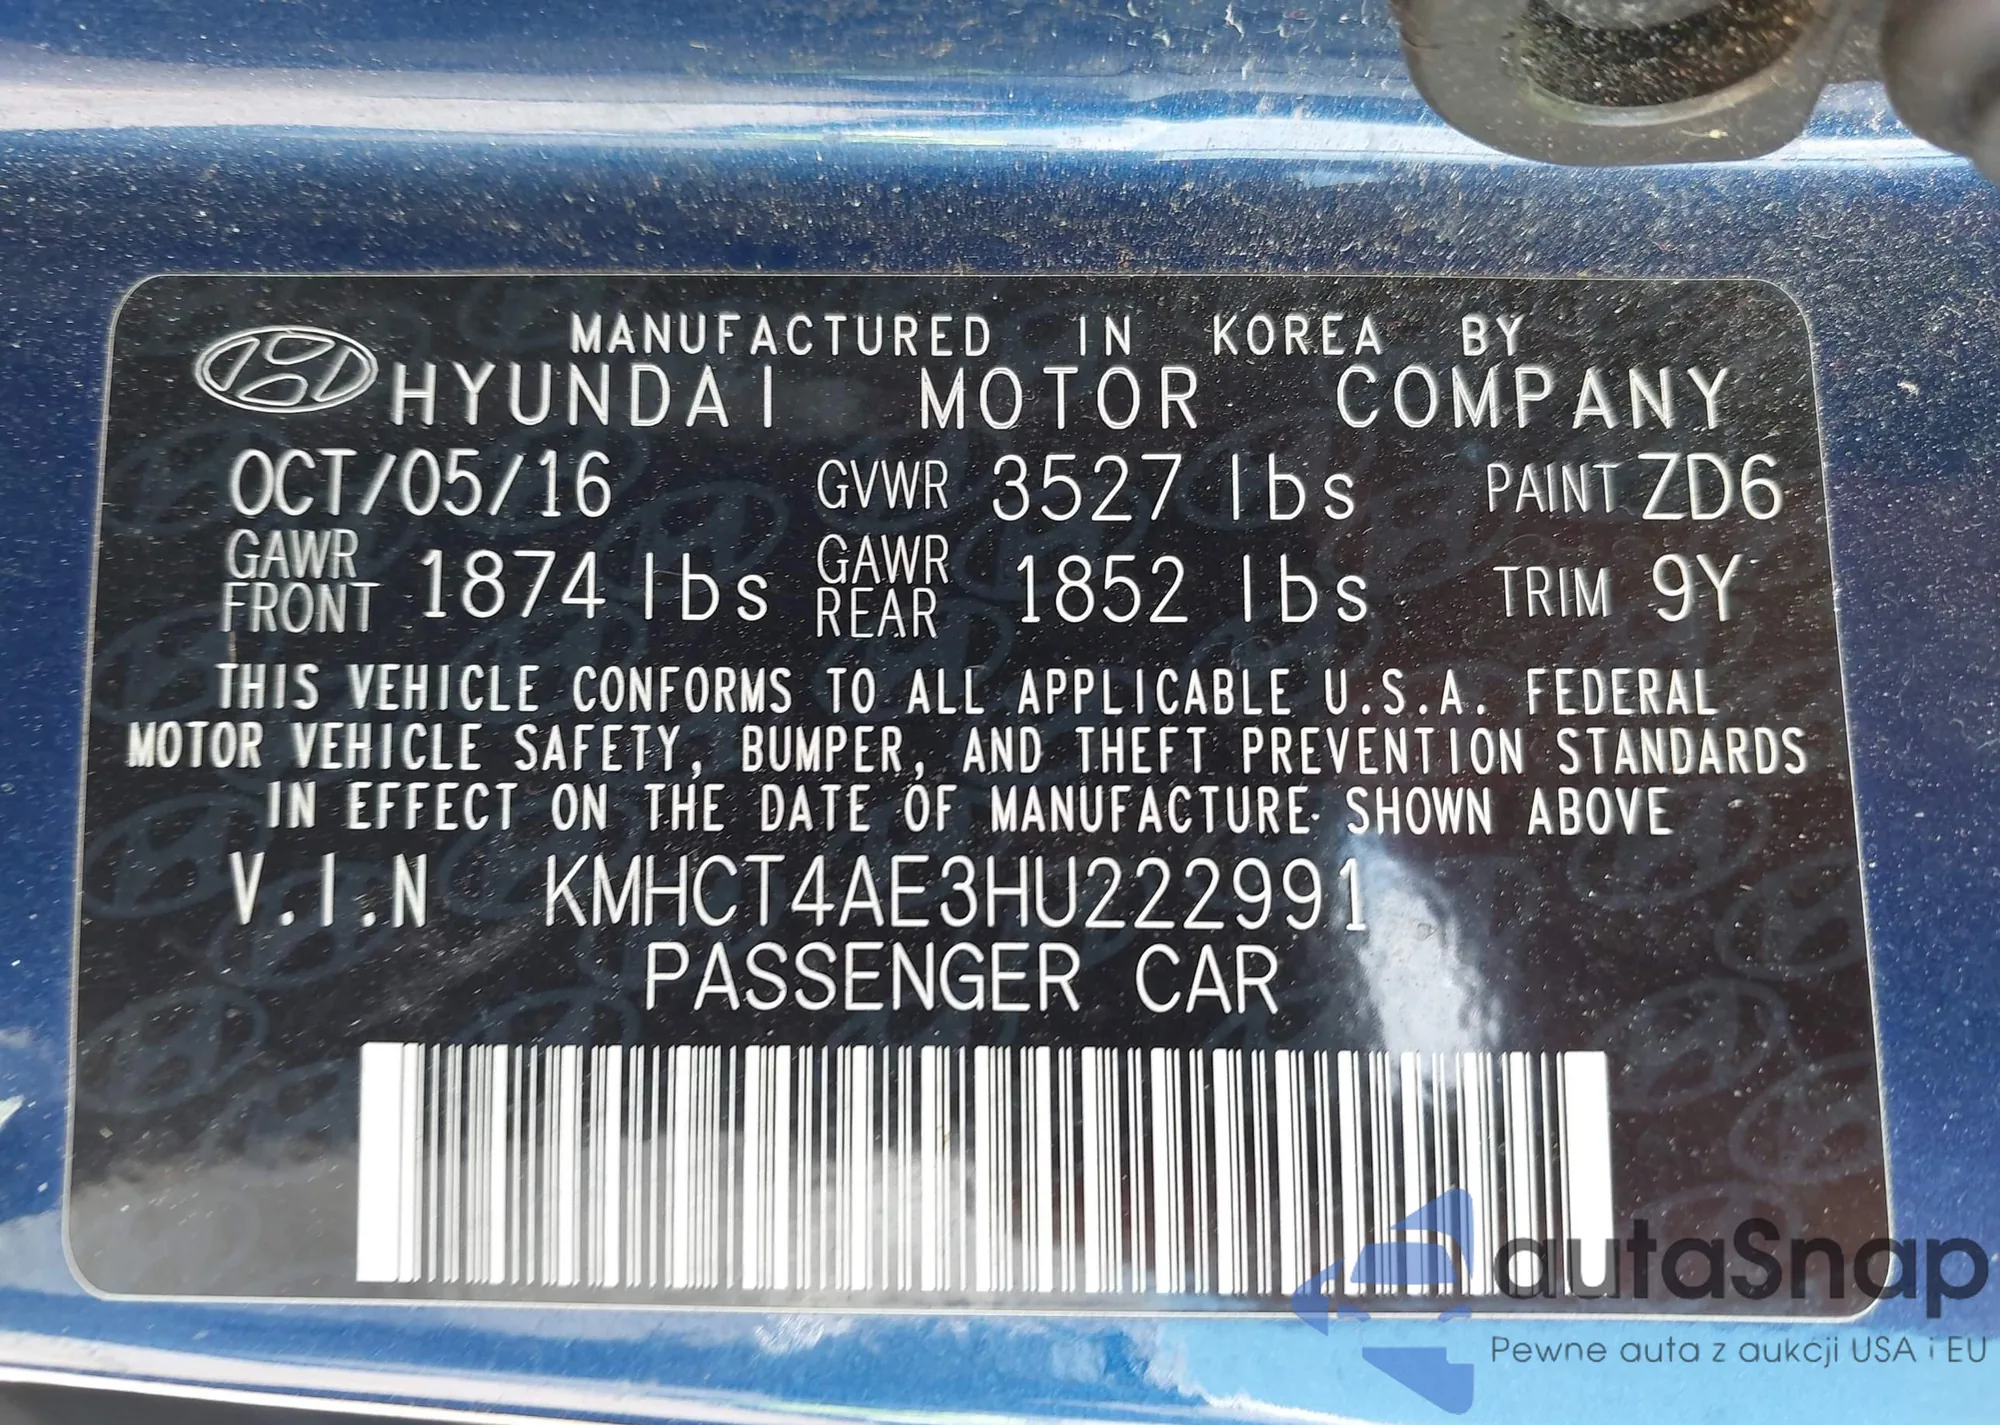 MANUFACTURED IN KOREA BY
HYUNDAI MOTOR COMPANY
OCT/05/16 GVWR 3527 lbs PAINT ZD6
GAWR FRONT 1874 lbs GAWR REAR 1852 lbs TRIM 9Y
THIS VEHICLE CONFORMS TO ALL APPLICABLE U.S.A. FEDERAL
MOTOR VEHICLE SAFETY, BUMPER, AND THEFT PREVENTION STANDARDS
IN EFFECT ON THE DATE OF MANUFACTURE SHOWN ABOVE
V.I.N KMHCT4AE3HU222991
PASSENGER CAR
autaSnap
Pewne auta z aukcji USA i EU